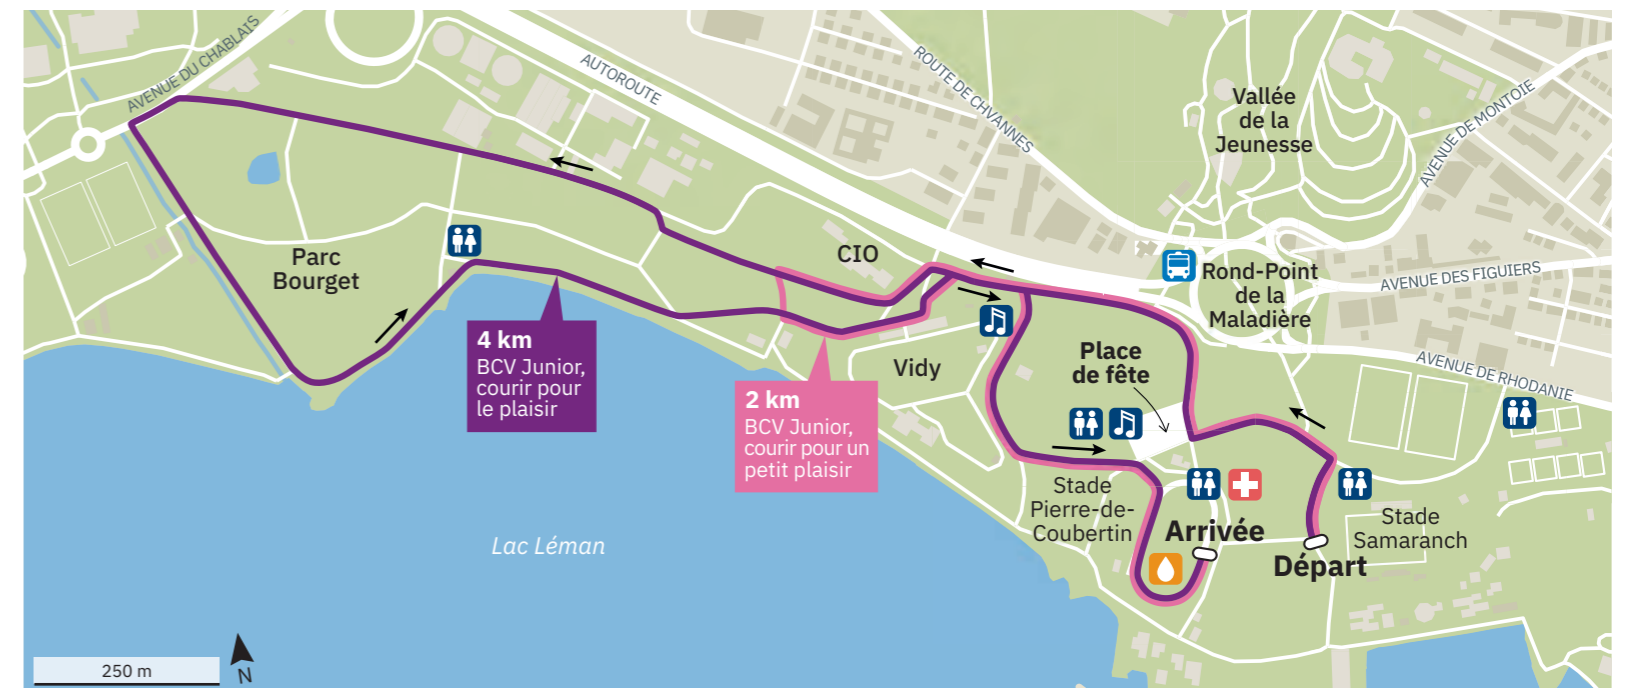 AVENUE DU CHABLAIS
AUTOROUTE
ROUTE DE CHVANNES
Vallée
de la
Jeunesse
AVENUE DE MONTOIE
Parc
Bourget
CIO
Rond-Point
de la
Maladière
AVENUE DES FIGUIERS
4 km
BCV Junior,
courir pour
le plaisir
2 km
BCV Junior,
courir pour un
petit plaisir
Vidy
Place
de fête
AVENUE DE RHODANIE
Stade
Pierre-de-
Coubertin
Arrivée
Départ
Stade
Samaranch
Lac Léman
250 m
N